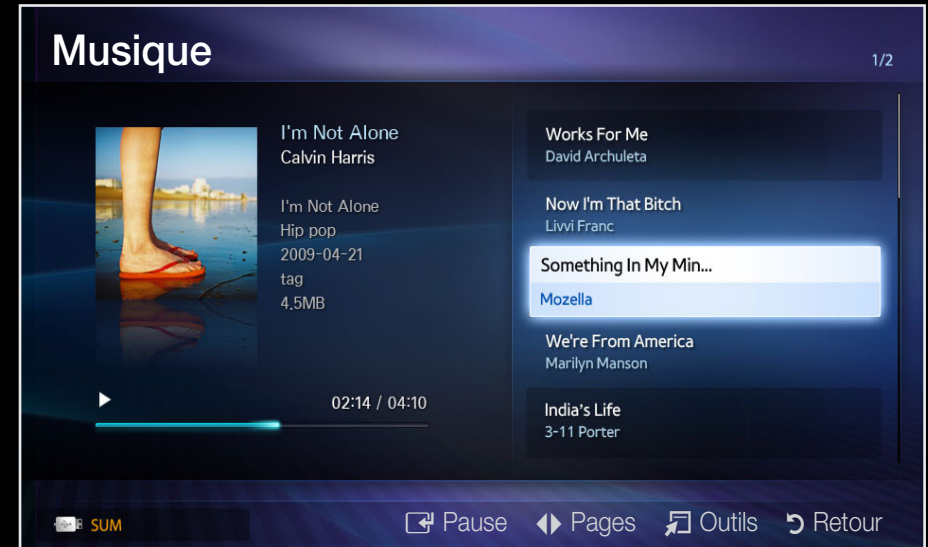 Musique
1/2
I'm Not Alone
Calvin Harris
I'm Not Alone
Hip pop
2009-04-21
tag
4.5MB
02:14 / 04:10
Works For Me
David Archuleta
Now I'm That Bitch
Livvi Franc
Something In My Min...
Mozella
We're From America
Marilyn Manson
India's Life
3-11 Porter
SUM
Pause Pages Outils Retour